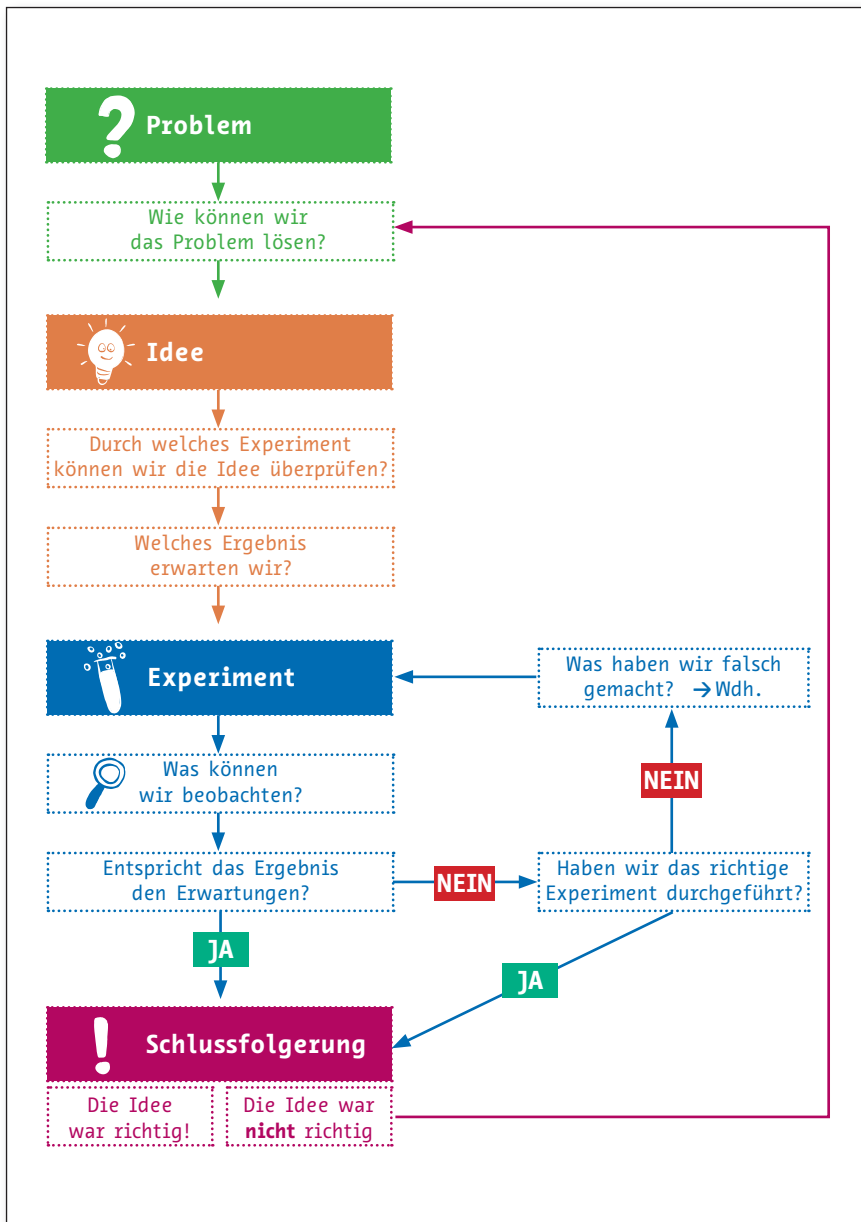 Problem
Wie können wir
das Problem lösen?
Idee
Durch welches Experiment
können wir die Idee überprüfen?
Welches Ergebnis
erwarten wir?
Experiment
Was haben wir falsch
gemacht? → Wdh.
Was können
wir beobachten?
NEIN
Entspricht das Ergebnis
den Erwartungen?
NEIN
Haben wir das richtige
Experiment durchgeführt?
JA
JA
Schlussfolgerung
Die Idee
war richtig!
Die Idee war
nicht richtig